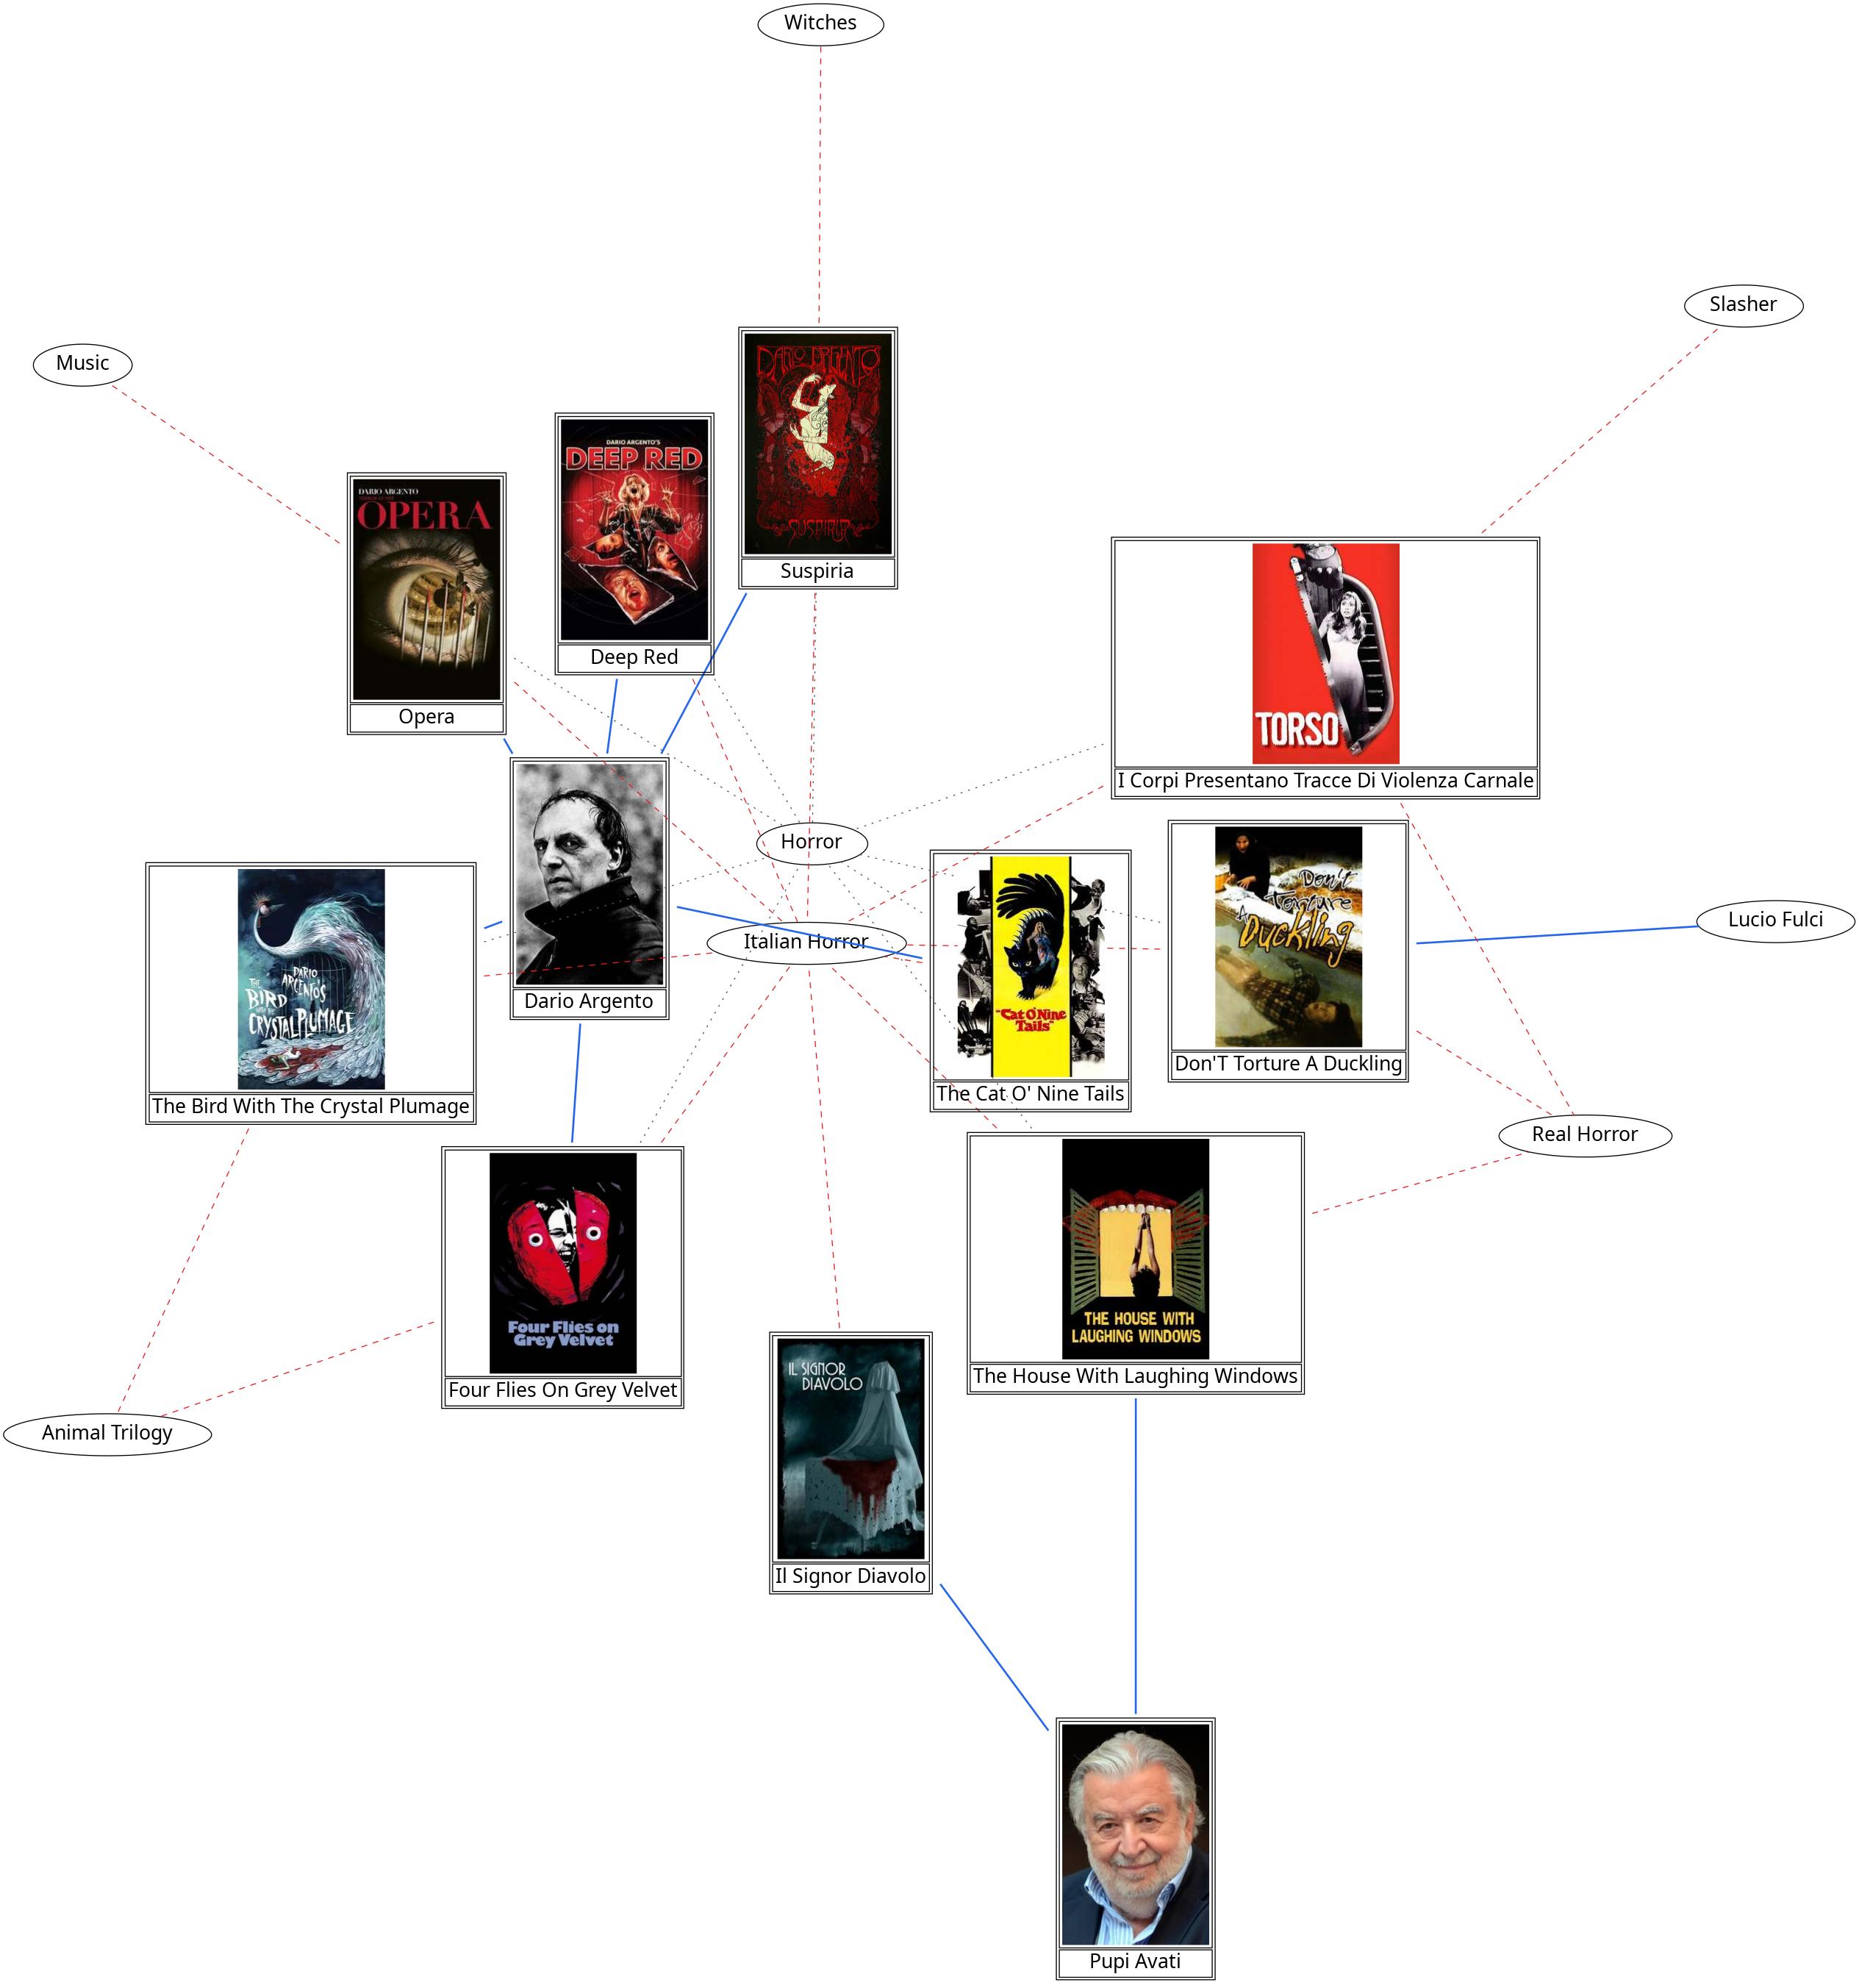 Witches
Slasher
Music
DARIO ARGENTO
SUSPIRIA
Suspiria
DARIO ARGENTO'S
DEEP RED
Deep Red
DARIO ARGENTO
OPERA
Opera
TORSO
I Corpi Presentano Tracce Di Violenza Carnale
Horror
Don't
Torture
A
Duckling
Don'T Torture A Duckling
Lucio Fulci
Italian Horror
Dario Argento
DARIO
ARGENTO'S
THE
BIRD
WITH THE
CRYSTAL PLUMAGE
The Bird With The Crystal Plumage
"Cat O'Nine
Tails"
The Cat O' Nine Tails
Real Horror
Four Flies on
Grey Velvet
Four Flies On Grey Velvet
THE HOUSE WITH
LAUGHING WINDOWS
The House With Laughing Windows
Animal Trilogy
IL SIGNOR
DIAVOLO
Il Signor Diavolo
Pupi Avati